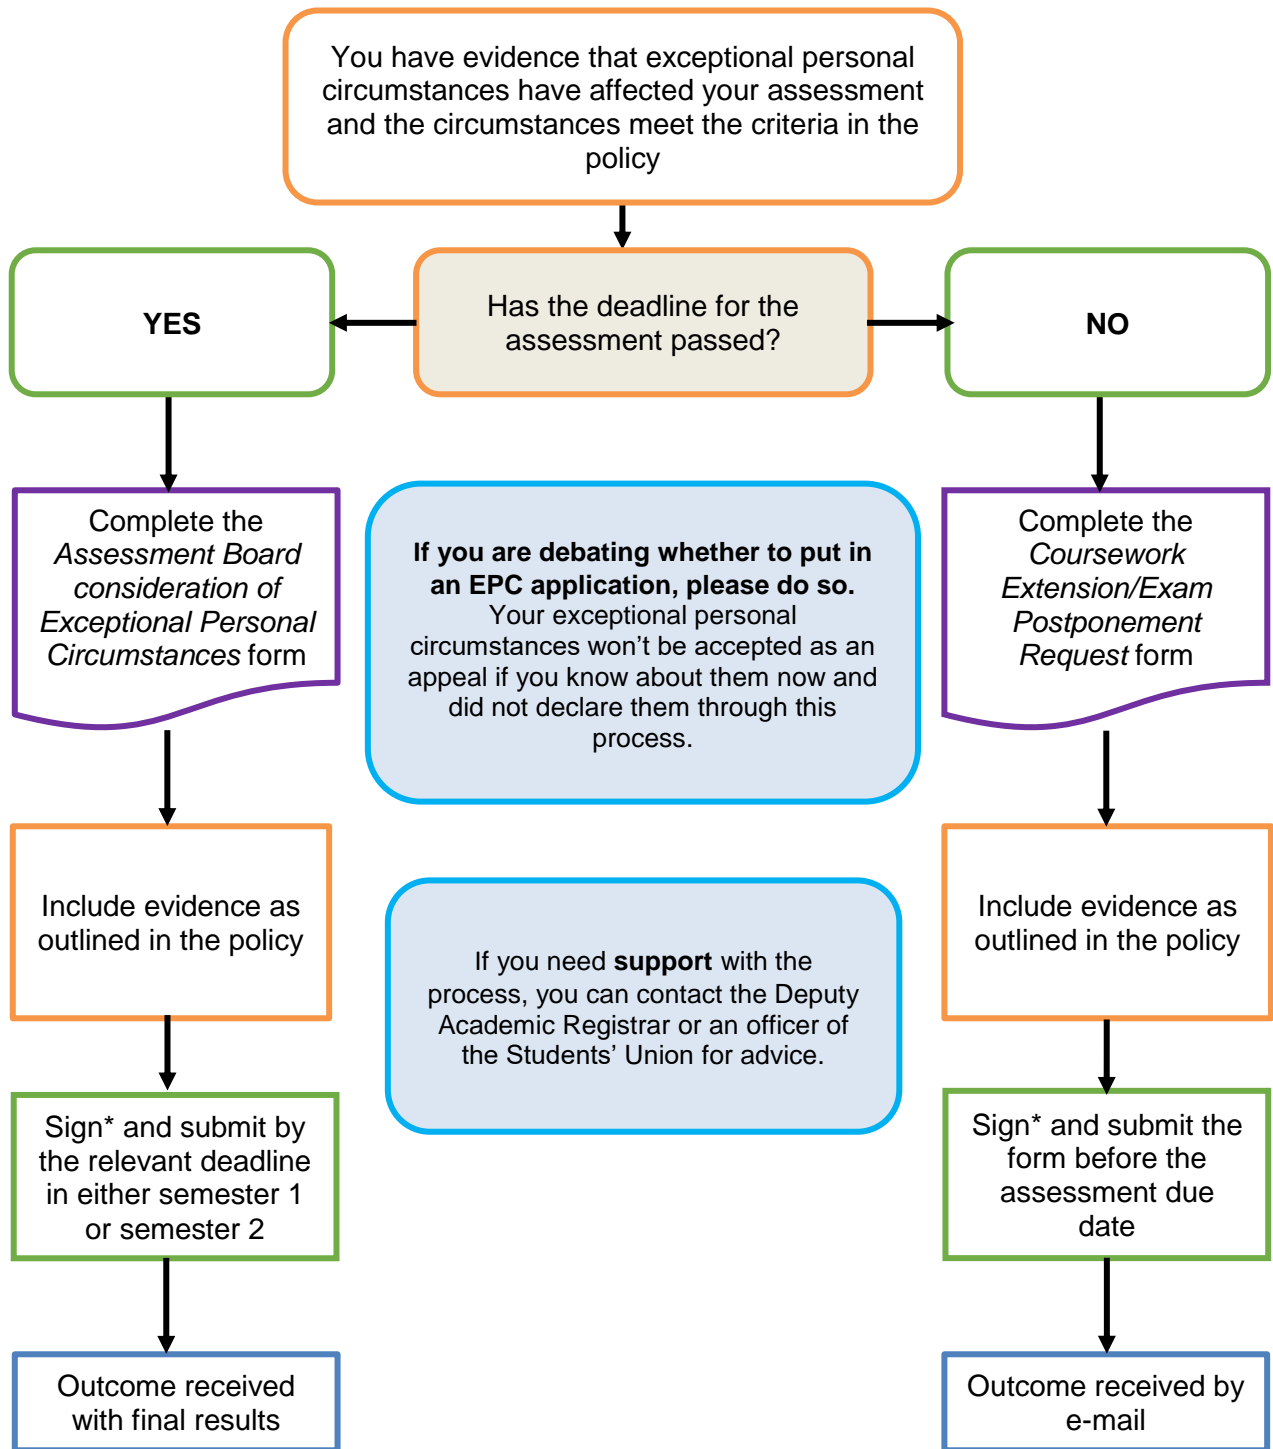 You have evidence that exceptional personal
circumstances have affected your assessment
and the circumstances meet the criteria in the
policy
Has the deadline for the
assessment passed?
YES
NO
Complete the
Assessment Board
consideration of
Exceptional Personal
Circumstances form
If you are debating whether to put in
an EPC application, please do so.
Your exceptional personal
circumstances won’t be accepted as an
appeal if you know about them now and
did not declare them through this
process.
Complete the
Coursework
Extension/Exam
Postponement
Request form
Include evidence as
outlined in the policy
If you need support with the
process, you can contact the Deputy
Academic Registrar or an officer of
the Students’ Union for advice.
Include evidence as
outlined in the policy
Sign* and submit by
the relevant deadline
in either semester 1
or semester 2
Sign* and submit the
form before the
assessment due
date
Outcome received
with final results
Outcome received by
e-mail